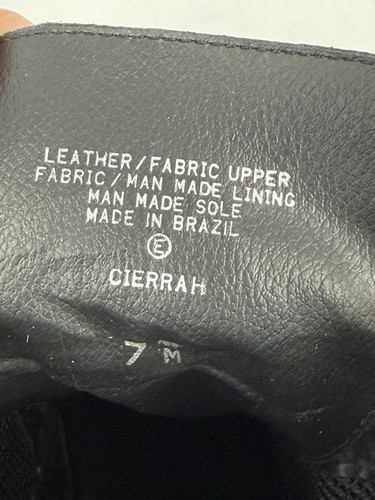 LEATHER/FABRIC UPPER
FABRIC/MAN MADE LINING
MAN MADE SOLE
MADE IN BRAZIL
Ⓔ
CIERRAH
7 M